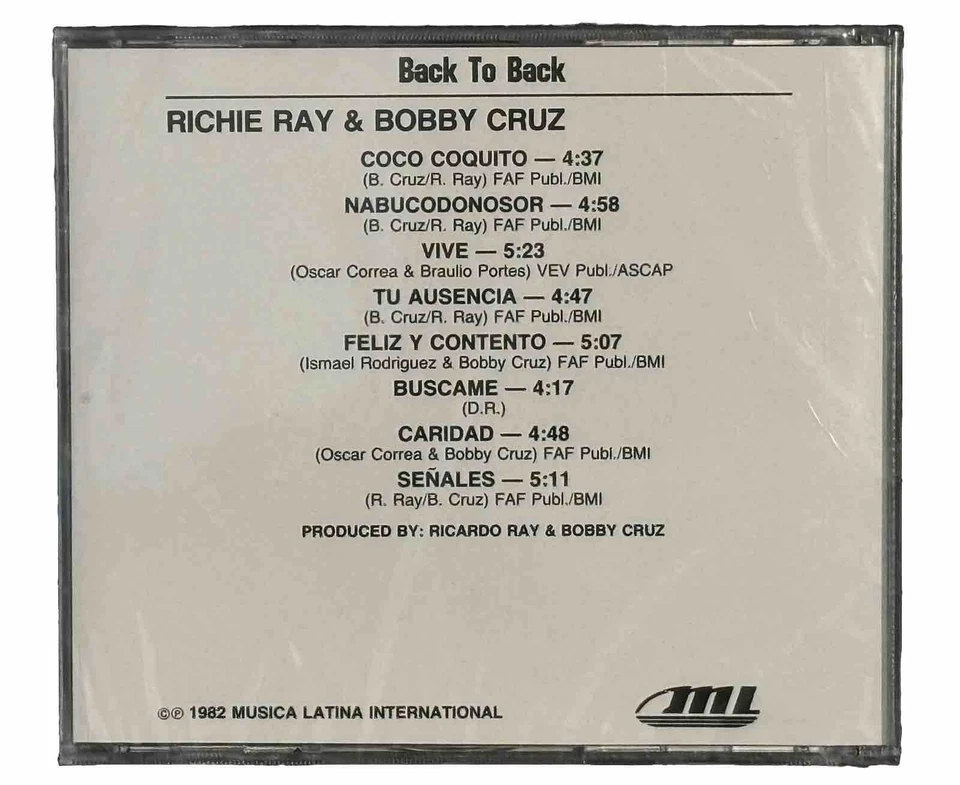 Back To Back
RICHIE RAY & BOBBY CRUZ
COCO COQUITO — 4:37
(B. Cruz/R. Ray) FAF Publ./BMI
NABUCODONOSOR — 4:58
(B. Cruz/R. Ray) FAF Publ./BMI
VIVE — 5:23
(Oscar Correa & Braulio Portes) VEV Publ./ASCAP
TU AUSENCIA — 4:47
(B. Cruz/R. Ray) FAF Publ./BMI
FELIZ Y CONTENTO — 5:07
(Ismael Rodriguez & Bobby Cruz) FAF Publ./BMI
BUSCAME — 4:17
(D.R.)
CARIDAD — 4:48
(Oscar Correa & Bobby Cruz) FAF Publ./BMI
SEÑALES — 5:11
(R. Ray/B. Cruz) FAF Publ./BMI
PRODUCED BY: RICARDO RAY & BOBBY CRUZ
©℗ 1982 MUSICA LATINA INTERNATIONAL
ML